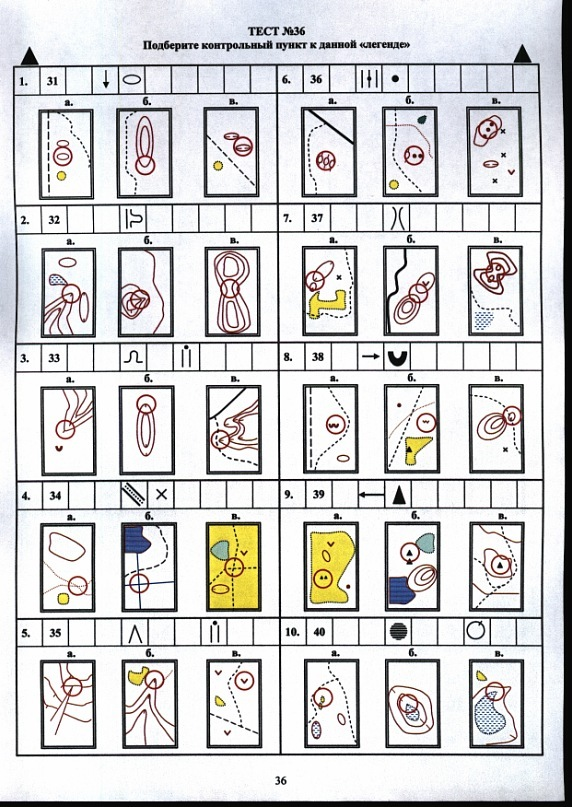 ТЕСТ №36
Подберите контрольный пункт к данной «легенде»
1. 31
а. б. в.
6. 36
а. б. в.
2. 32
а. б. в.
7. 37
а. б. в.
3. 33
а. б. в.
8. 38
а. б. в.
4. 34
а. б. в.
9. 39
а. б. в.
5. 35
а. б. в.
10. 40
а. б. в.
36